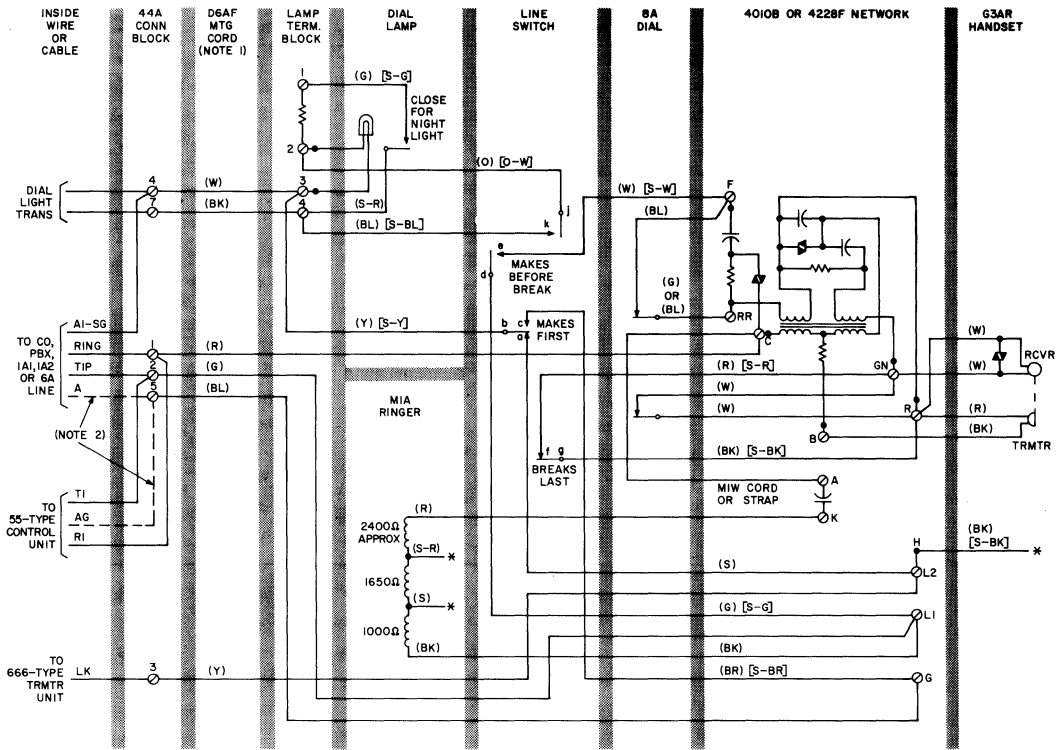 INSIDE
WIRE
OR
CABLE
44A
CONN
BLOCK
D6AF
MTG
CORD
(NOTE 1)
LAMP
TERM.
BLOCK
DIAL
LAMP
LINE
SWITCH
8A
DIAL
4010B OR 4228F NETWORK
G3AR
HANDSET
1
(G) [S-G]
CLOSE
FOR
NIGHT
LIGHT
2
(O) [O-W]
DIAL
LIGHT
TRANS
4
(W)
3
7
(BK)
4
(S-R)
(BL) [S-BL]
j
k
(W) [S-W]
F
(BL)
e
d
MAKES
BEFORE
BREAK
(G)
OR
(BL)
RR
A1-SG
(Y) [S-Y]
b
c
a
MAKES
FIRST
C
TO CO,
PBX,
1A1, 1A2
OR 6A
LINE
RING
1
(R)
TIP
2
(G)
A
5
(BL)
(NOTE 2)
(R) [S-R]
GN
(W)
(W)
RCVR
(W)
(W)
R
(R)
B
(BK)
TRMTR
M1A
RINGER
f g
BREAKS
LAST
(BK) [S-BK]
M1W CORD
OR STRAP
A
K
TO
55-TYPE
CONTROL
UNIT
T1
AG
R1
(R)
2400Ω
APPROX
(S-R)
*
1650Ω
(S)
*
1000Ω
(BK)
H
(BK)
[S-BK]
*
(S)
L2
(G) [S-G]
L1
(BK)
TO
666-TYPE
TRMTR
UNIT
LK
3
(Y)
(BR) [S-BR]
G